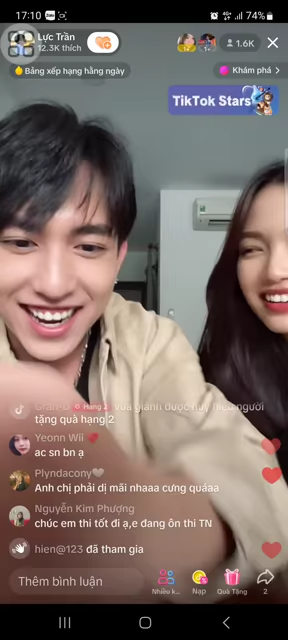 17:10
4G+
74%
Lực Trần
12.3K thích
1.6K
Bảng xếp hạng hằng ngày
Khám phá >
TikTok Stars
Hạng 2 vừa giành được huy hiệu người
tặng quà hạng 2
Yeonn Wii
ac sn bn ạ
Plyndacony
Anh chị phải dị mãi nhaaa cưng quáaa
Nguyễn Kim Phượng
chúc em thi tốt đi ạ,e đang ôn thi TN
hien@123 đã tham gia
Thêm bình luận
Nhiều k...
Nạp
Quà Tặng
2